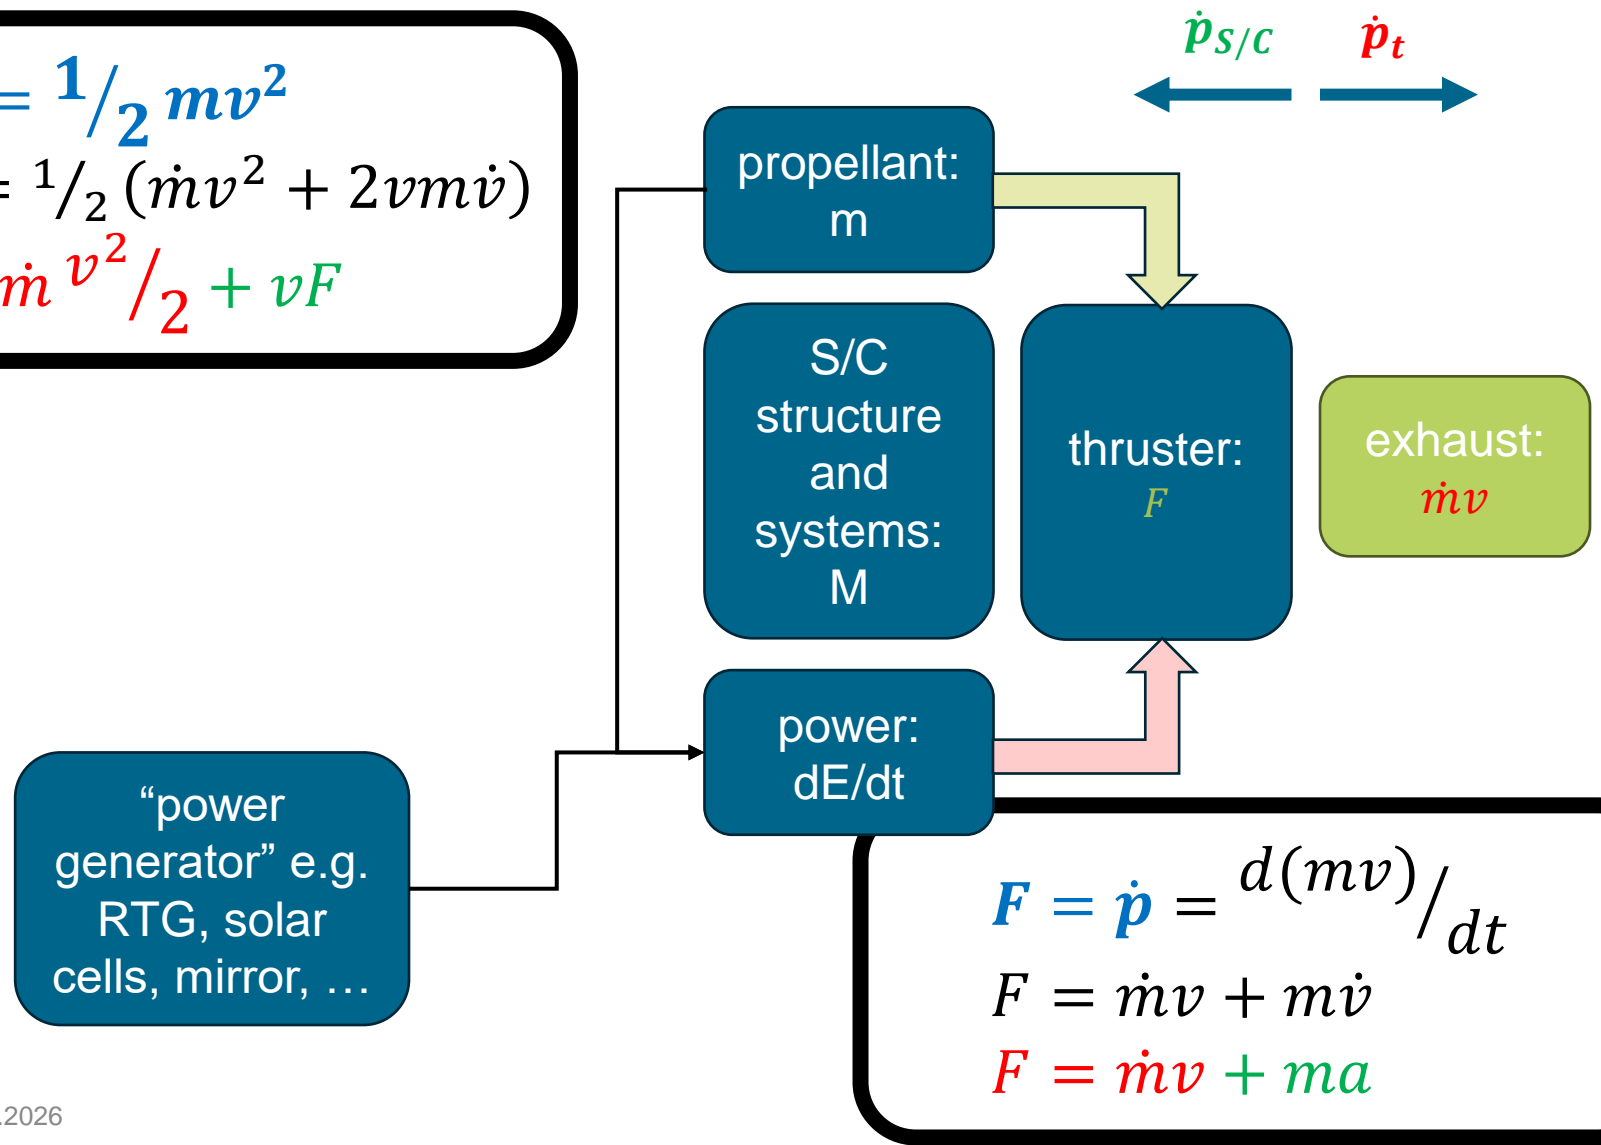 = 1/2 mv²
= 1/2 (ṁv² + 2vmv̇)
ṁ v²/2 + vF
ṗ_S/C
ṗ_t
propellant:
m
S/C
structure
and
systems:
M
thruster:
F
exhaust:
ṁv
power:
dE/dt
“power
generator” e.g.
RTG, solar
cells, mirror, …
F = ṗ = d(mv)/dt
F = ṁv + mv̇
F = ṁv + ma
.2026